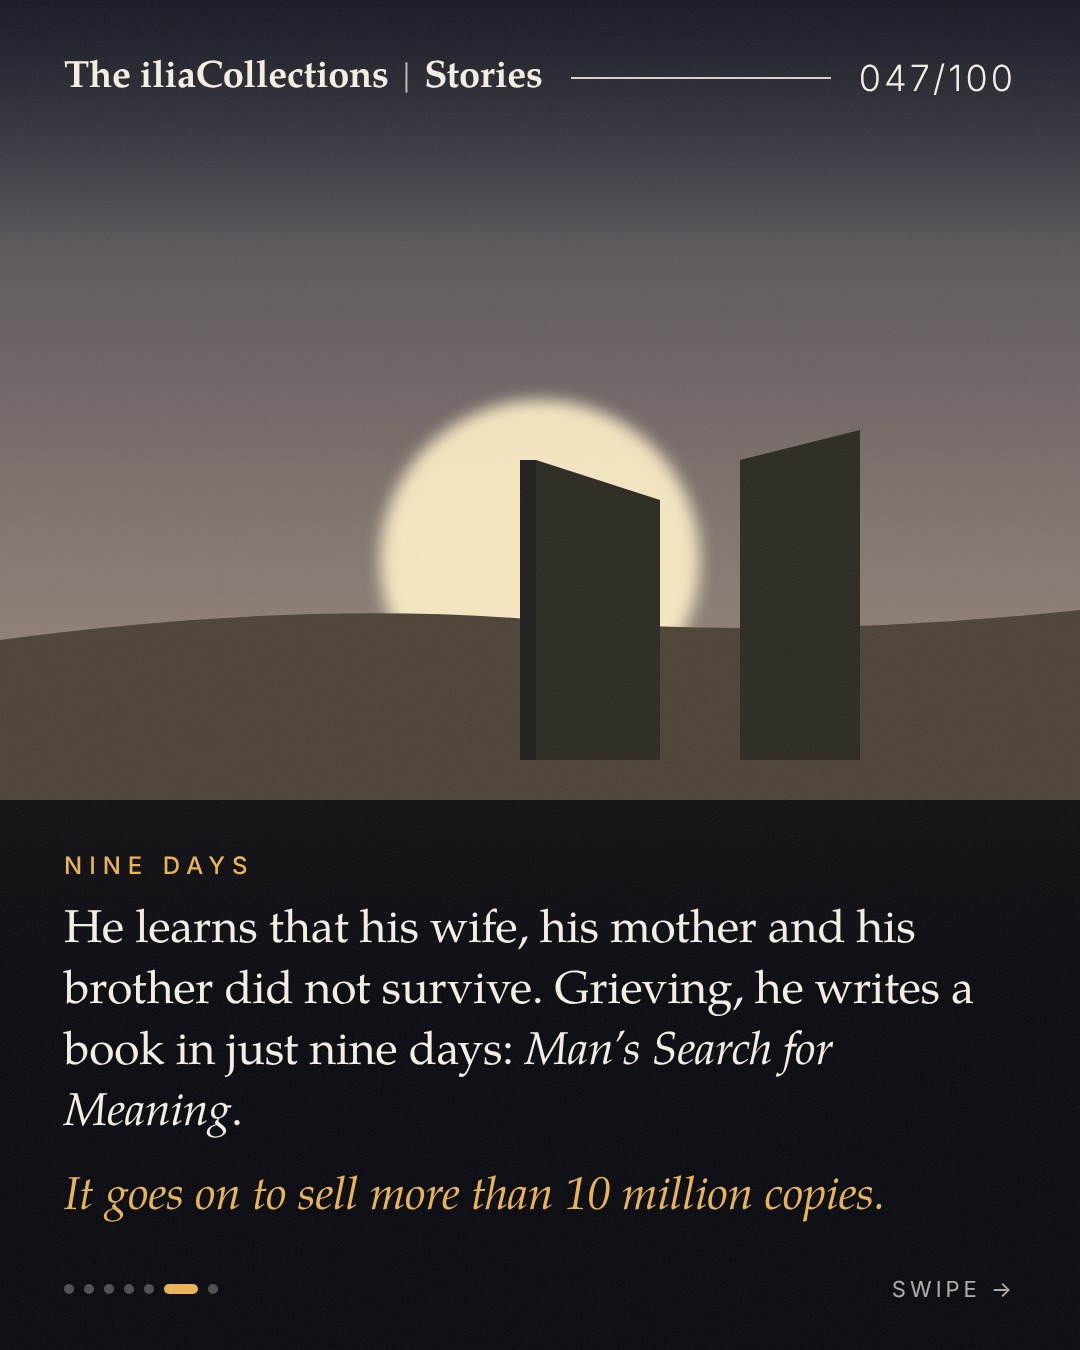 The iliaCollections | Stories 047/100
NINE DAYS
He learns that his wife, his mother and his
brother did not survive. Grieving, he writes a
book in just nine days: Man’s Search for
Meaning.
It goes on to sell more than 10 million copies.
SWIPE →